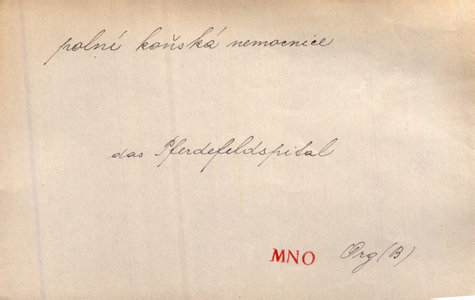 polní koňská nemocnice
das Pferdefeldspital
MNO Org(B)